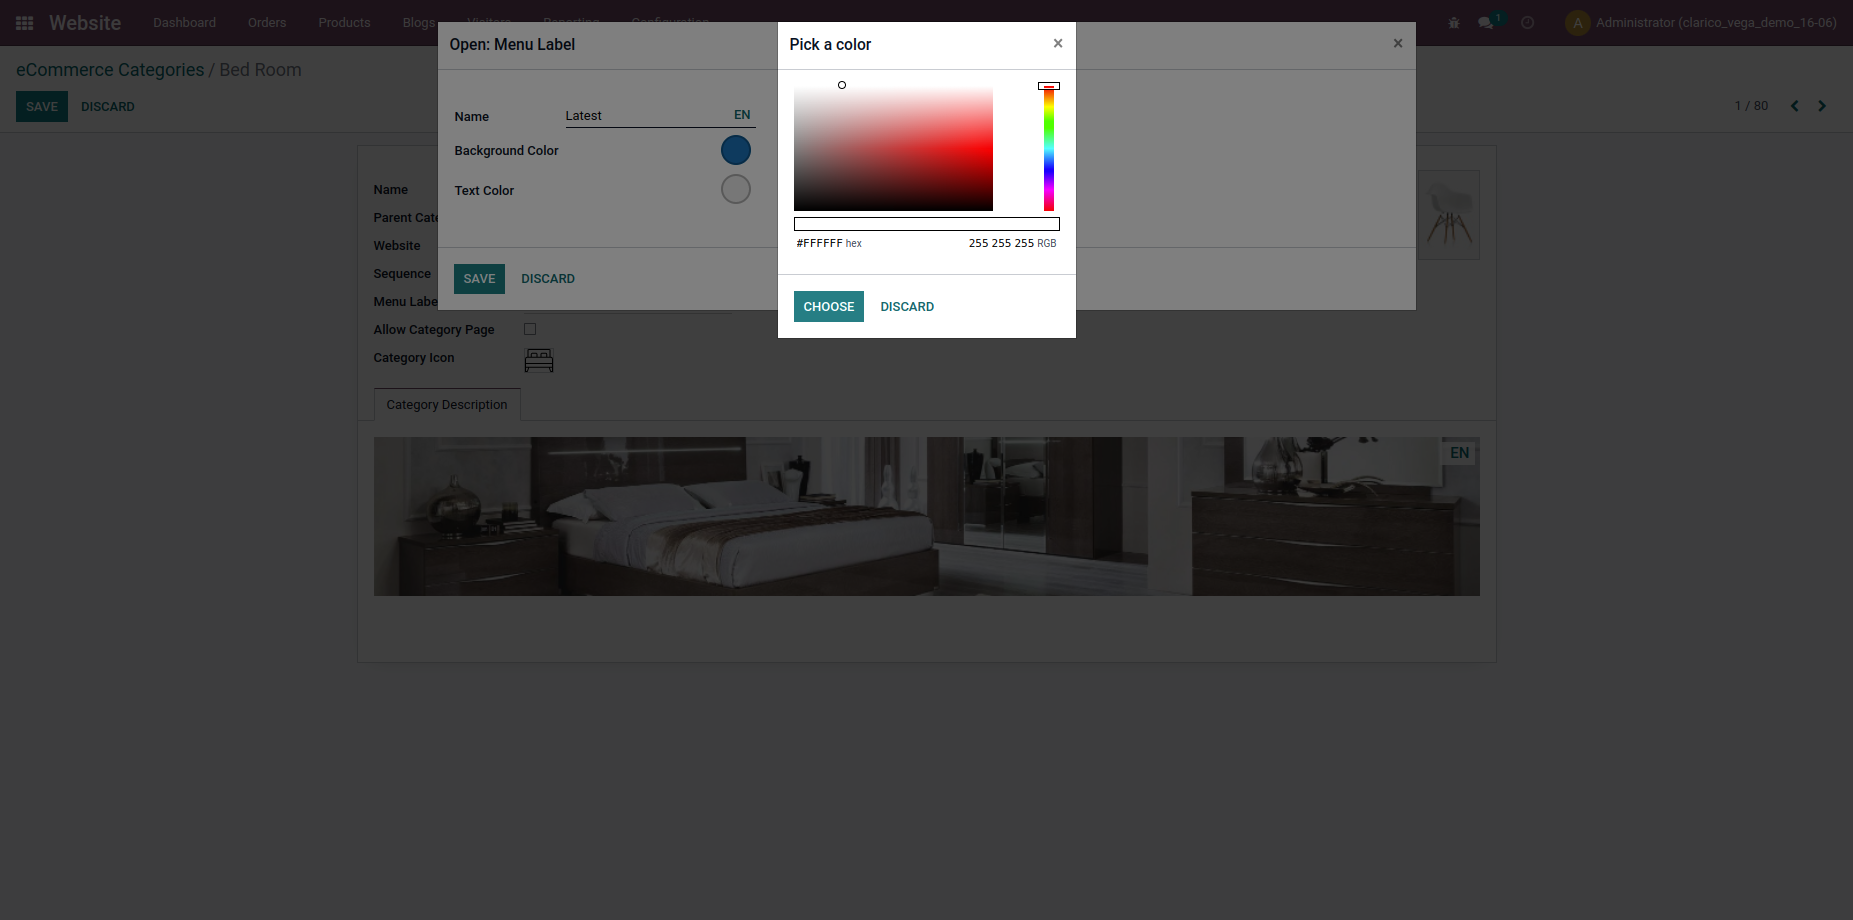 Website Dashboard Orders Products Blogs Visitors Reporting Configuration 1 A Administrator (clarico_vega_demo_16-06)
Open: Menu Label ×
Pick a color ×
eCommerce Categories / Bed Room
SAVE DISCARD
1 / 80
Name Latest EN
Background Color
Text Color
#FFFFFF hex 255 255 255 RGB
SAVE DISCARD
CHOOSE DISCARD
Name
Parent Cate
Website
Sequence
Menu Labe
Allow Category Page
Category Icon
Category Description
EN